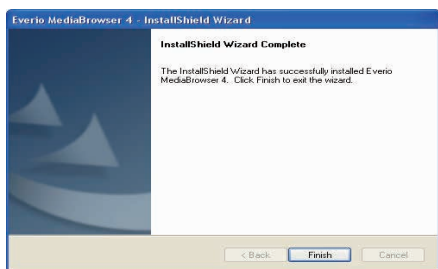 Everio MediaBrowser 4 - InstallShield Wizard
InstallShield Wizard Complete
The InstallShield Wizard has successfully installed Everio
MediaBrowser 4. Click Finish to exit the wizard.
< Back
Finish
Cancel